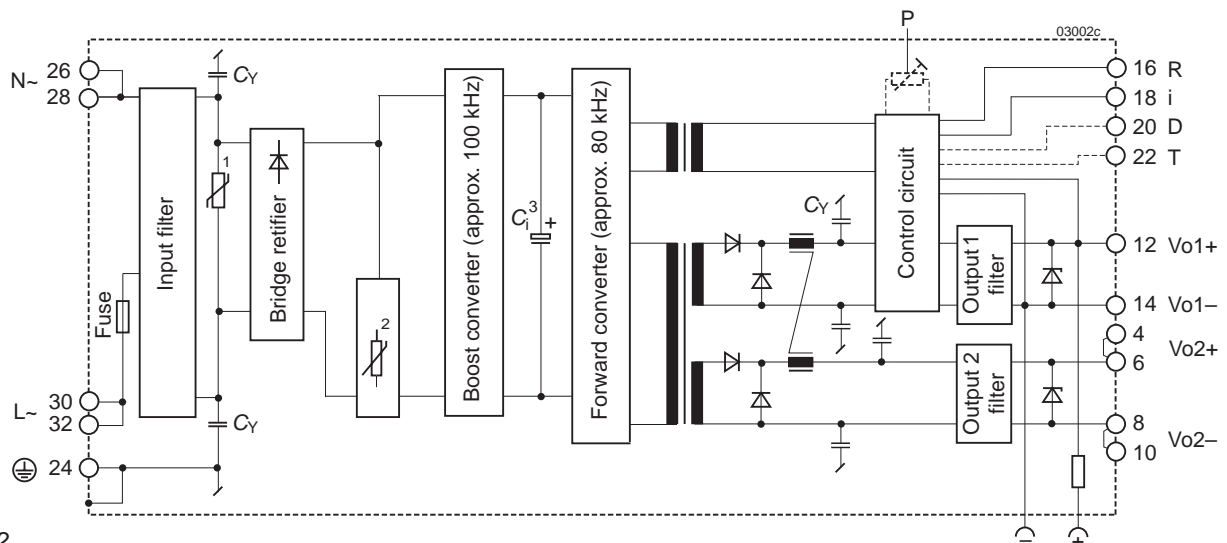 P
03002c
N~ 26
28
CY
16 R
18 i
20 D
22 T
Input filter
1
Bridge retifier
2
Boost converter (approx. 100 kHz)
Ci3 +
Forward converter (approx. 80 kHz)
CY
Control circuit
Output 1 filter
12 Vo1+
14 Vo1–
4
Vo2+
6
Output 2 filter
8
Vo2–
10
Fuse
L~ 30
32
CY
24
2
–
+